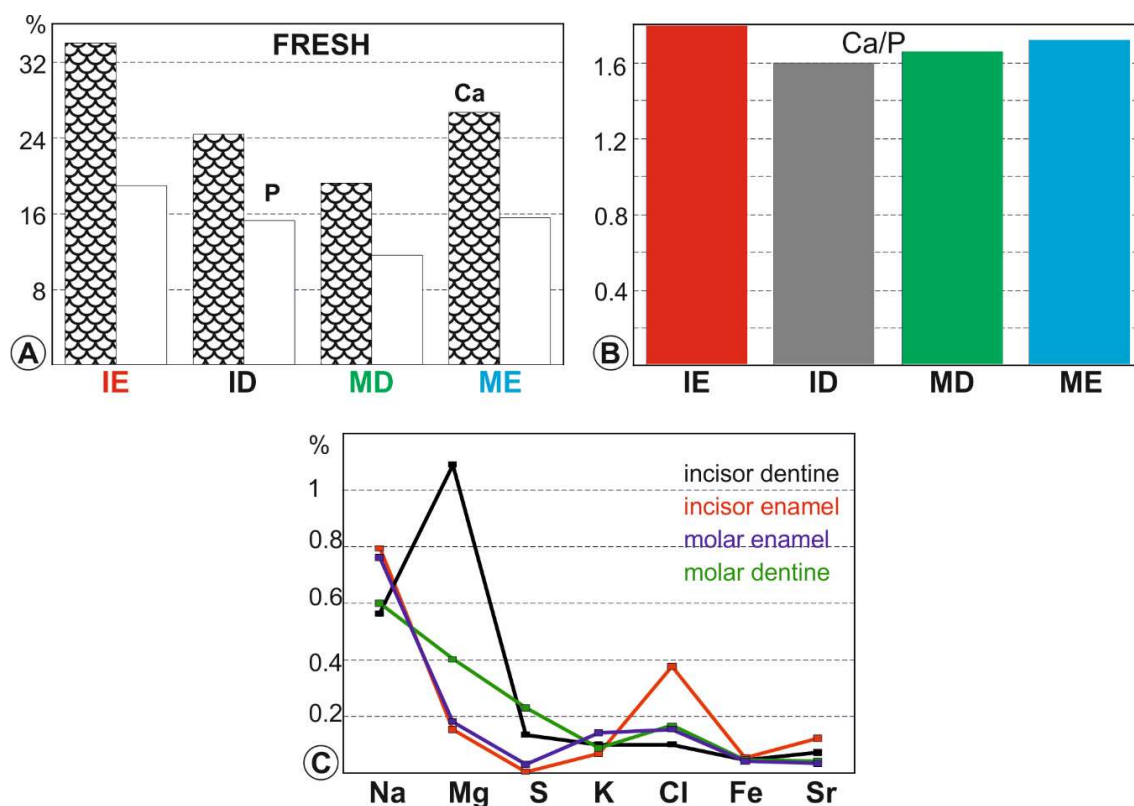 %
FRESH
32
24
16
8
Ca
P
A
IE ID MD ME
Ca/P
1.6
1.2
0.8
0.4
B
IE ID MD ME
%
1
0.8
0.6
0.4
0.2
incisor dentine
incisor enamel
molar enamel
molar dentine
C
Na Mg S K Cl Fe Sr